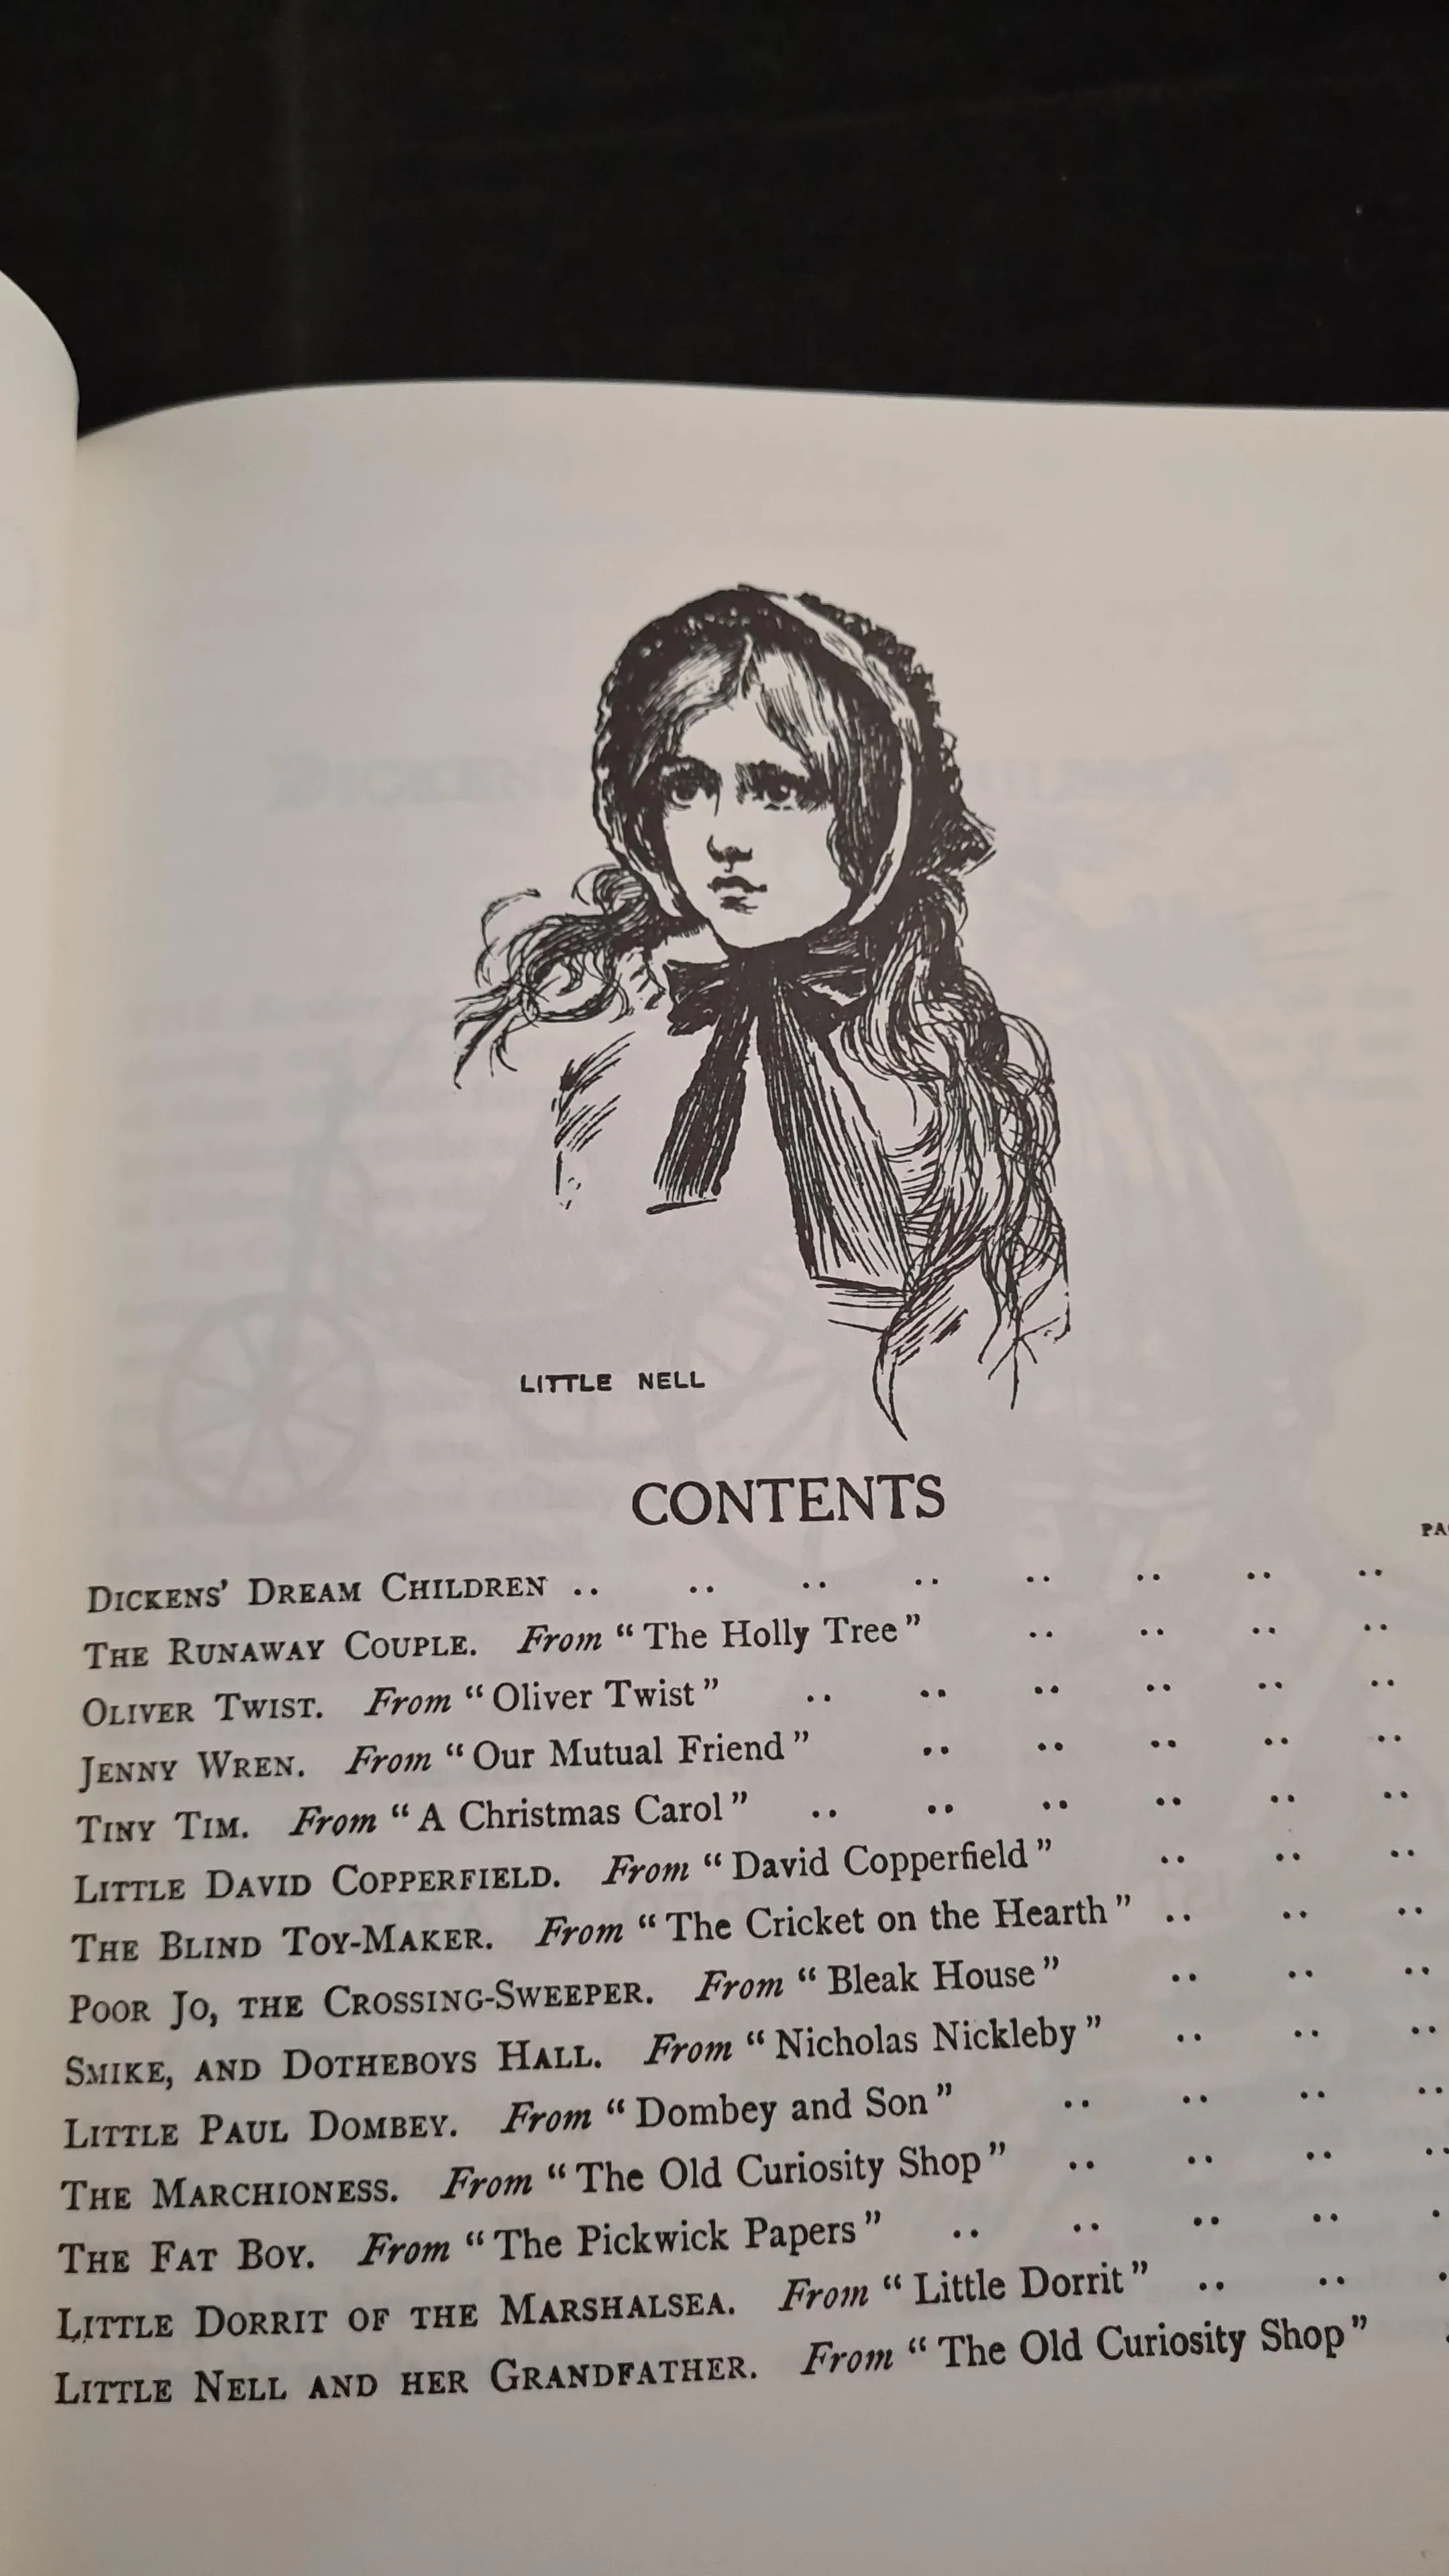 LITTLE NELL
CONTENTS
DICKENS' DREAM CHILDREN .. .. .. .. .. .. .. ..
THE RUNAWAY COUPLE. From “The Holly Tree” .. .. .. ..
OLIVER TWIST. From “Oliver Twist” .. .. .. .. .. ..
JENNY WREN. From “Our Mutual Friend” .. .. .. .. ..
TINY TIM. From “A Christmas Carol” .. .. .. .. .. ..
LITTLE DAVID COPPERFIELD. From “David Copperfield” .. .. ..
THE BLIND TOY-MAKER. From “The Cricket on the Hearth” .. .. ..
POOR JO, THE CROSSING-SWEEPER. From “Bleak House” .. .. ..
SMIKE, AND DOTHEBOYS HALL. From “Nicholas Nickleby” .. .. ..
LITTLE PAUL DOMBEY. From “Dombey and Son” .. .. .. ..
THE MARCHIONESS. From “The Old Curiosity Shop” .. .. .. ..
THE FAT BOY. From “The Pickwick Papers” .. .. .. .. .
LITTLE DORRIT OF THE MARSHALSEA. From “Little Dorrit” .. .. .
LITTLE NELL AND HER GRANDFATHER. From “The Old Curiosity Shop” .